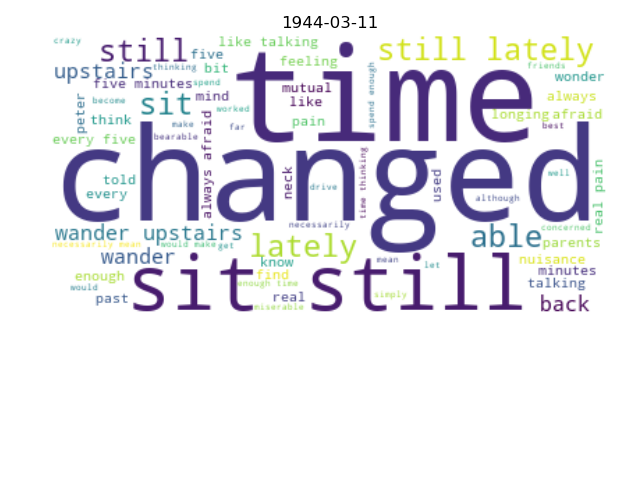 1944-03-11
crazy
still
five
like talking
still lately
upstairs
thinking
bit
feeling
time
friends
wonder
five minutes
spend
mutual
like
spend enough
always
become
sit
mind
peter
worked
longing
afraid
think
pain
far
best
every five
bearable
make
always afraid
changed
told
every
neck
drive
time thinking
used
although
well
real pain
necessarily
wander upstairs
able
concerned
parents
necessarily mean
would make
get
lately
wander
know
mean
let
nuisance
enough
find
sit still
minutes
would
past
enough time
real
simply
talking
miserable
back